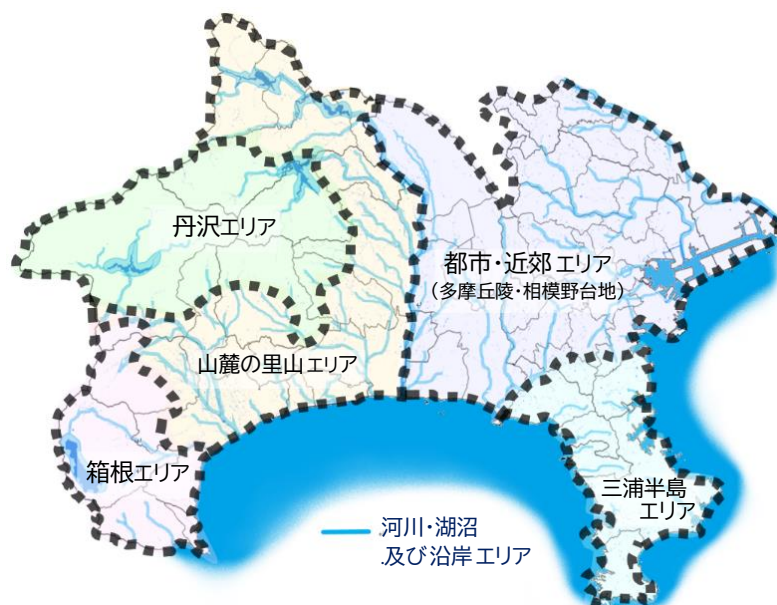 丹沢エリア
都市・近郊エリア
(多摩丘陵・相模野台地)
山麓の里山エリア
箱根エリア
三浦半島
エリア
河川・湖沼
.及び沿岸エリア